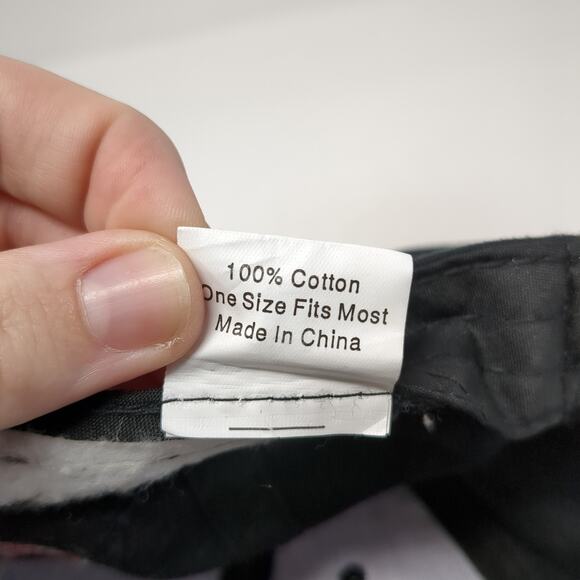 100% Cotton
One Size Fits Most
Made In China